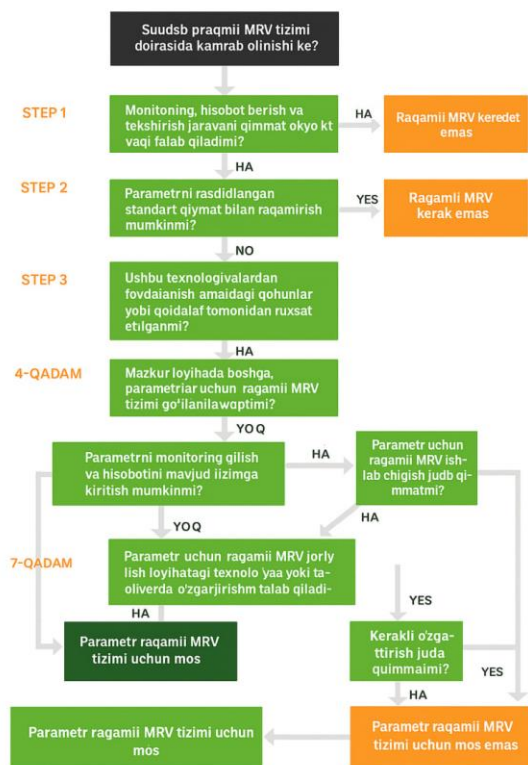 Suudsb praqmii MRV tizimi
doirasida kamrab olinishi ke?
STEP 1
Monitoning, hisobot berish va
tekshirish jaravani qimmat okyo kt
vaqi falab qiladimi?
HA
Raqamii MRV keredet
emas
HA
STEP 2
Parametrni rasdidlangan
standart qiymat bilan raqamirish
mumkinmi?
YES
Ragamli MRV
kerak emas
NO
STEP 3
Ushbu texnologivalardan
fovdaianish amaidagi qohunlar
yobi qoidalaf tomonidan ruxsat
etılganmi?
HA
4-QADAM
Mazkur loyihada boshga,
parametriar uchun ragamii MRV
tizimi go'ilanilawaptimi?
YOQ
Parametrni monitoring gilish
va hisobotini mavjud iizimga
kiritish mumkinmi?
HA
Parametr uchun
ragamii MRV ish-
lab chigish judb qi-
mmatmi?
YOQ
HA
7-QADAM
Parametr uchun ragamii MRV jorly
lish loyihatagi texnolo 'yaa yoki ta-
oliverda o'zgarjirishm talab qiladi-
HA
YES
Parametr raqamii MRV
tizimi uchun mos
Kerakli o'zga-
ttirish juda
quimmaimi?
YES
HA
Parametr ragamii MRV tizimi uchun
mos
Parametr raqamii MRV
tizimi uchun mos emas